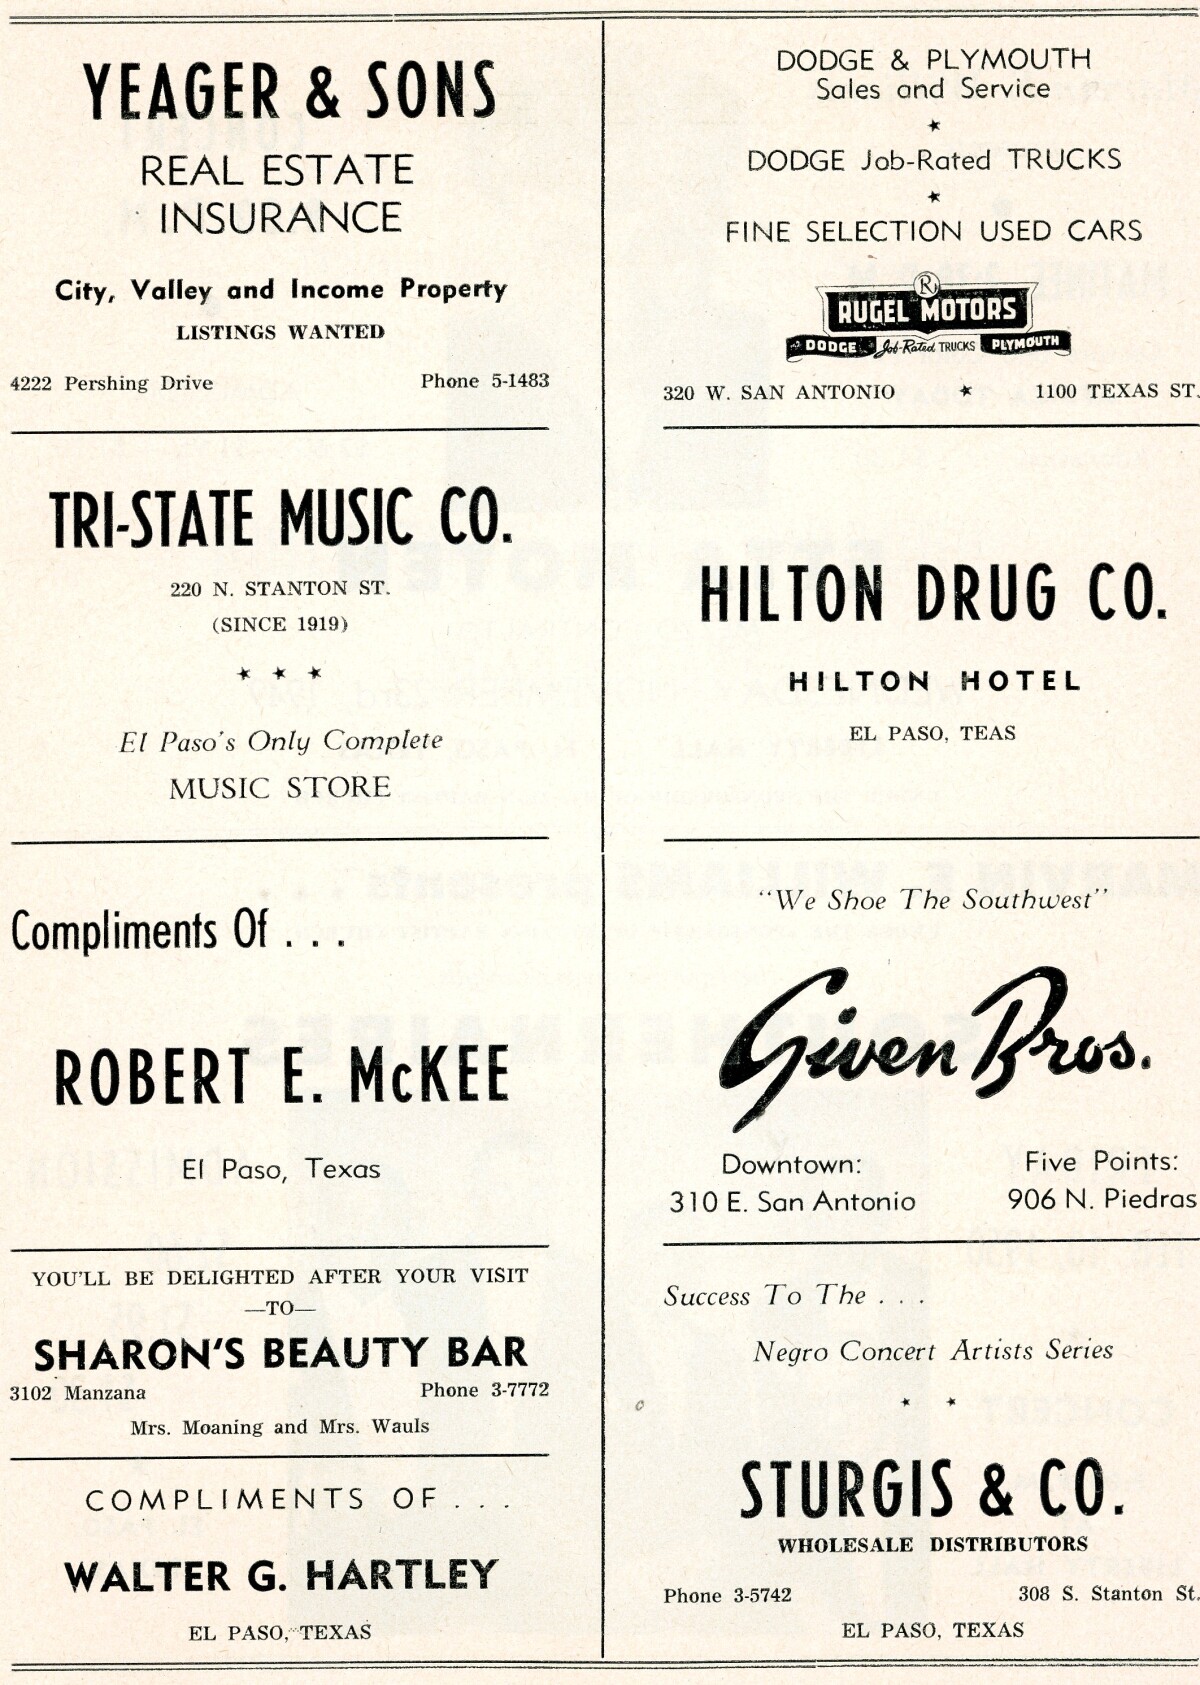 YEAGER & SONS
REAL ESTATE
INSURANCE
City, Valley and Income Property
LISTINGS WANTED
4222 Pershing Drive Phone 5-1483
TRI-STATE MUSIC CO.
220 N. STANTON ST.
(SINCE 1919)
El Paso's Only Complete
MUSIC STORE
Compliments Of . . .
ROBERT E. McKEE
El Paso, Texas
YOU'LL BE DELIGHTED AFTER YOUR VISIT
—TO—
SHARON'S BEAUTY BAR
3102 Manzana Phone 3-7772
Mrs. Moaning and Mrs. Wauls
COMPLIMENTS OF . . .
WALTER G. HARTLEY
EL PASO, TEXAS
DODGE & PLYMOUTH
Sales and Service
DODGE Job-Rated TRUCKS
FINE SELECTION USED CARS
R
RUGEL MOTORS
DODGE Job-Rated TRUCKS PLYMOUTH
320 W. SAN ANTONIO 1100 TEXAS ST.
HILTON DRUG CO.
HILTON HOTEL
EL PASO, TEAS
"We Shoe The Southwest"
Given Bros.
Downtown: Five Points:
310 E. San Antonio 906 N. Piedras
Success To The . . .
Negro Concert Artists Series
STURGIS & CO.
WHOLESALE DISTRIBUTORS
Phone 3-5742 308 S. Stanton St.
EL PASO, TEXAS